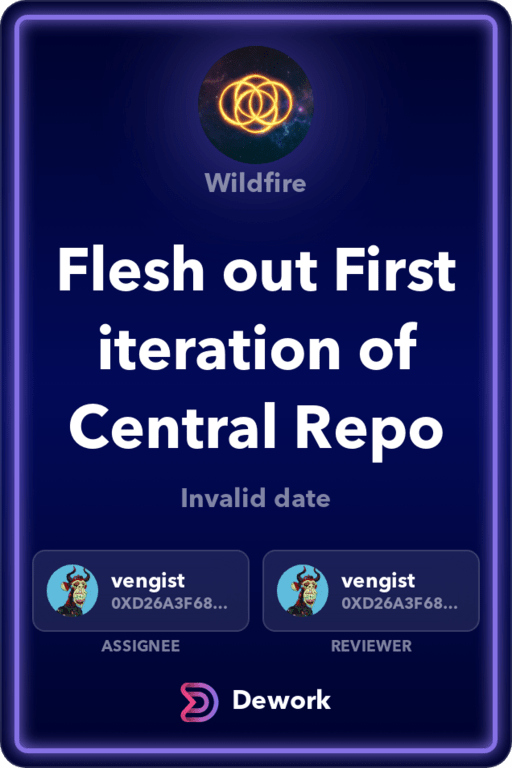 Wildfire
Flesh out First
iteration of
Central Repo
Invalid date
vengist
0XD26A3F68...
ASSIGNEE
vengist
0XD26A3F68...
REVIEWER
Dework